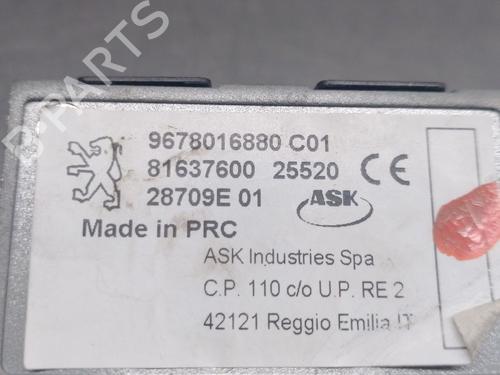 B-PARTS
9678016880 C01
81637600 25520 CE
28709E 01 ASK
Made in PRC
ASK Industries Spa
C.P. 110 c/o U.P. RE 2
42121 Reggio Emilia IT